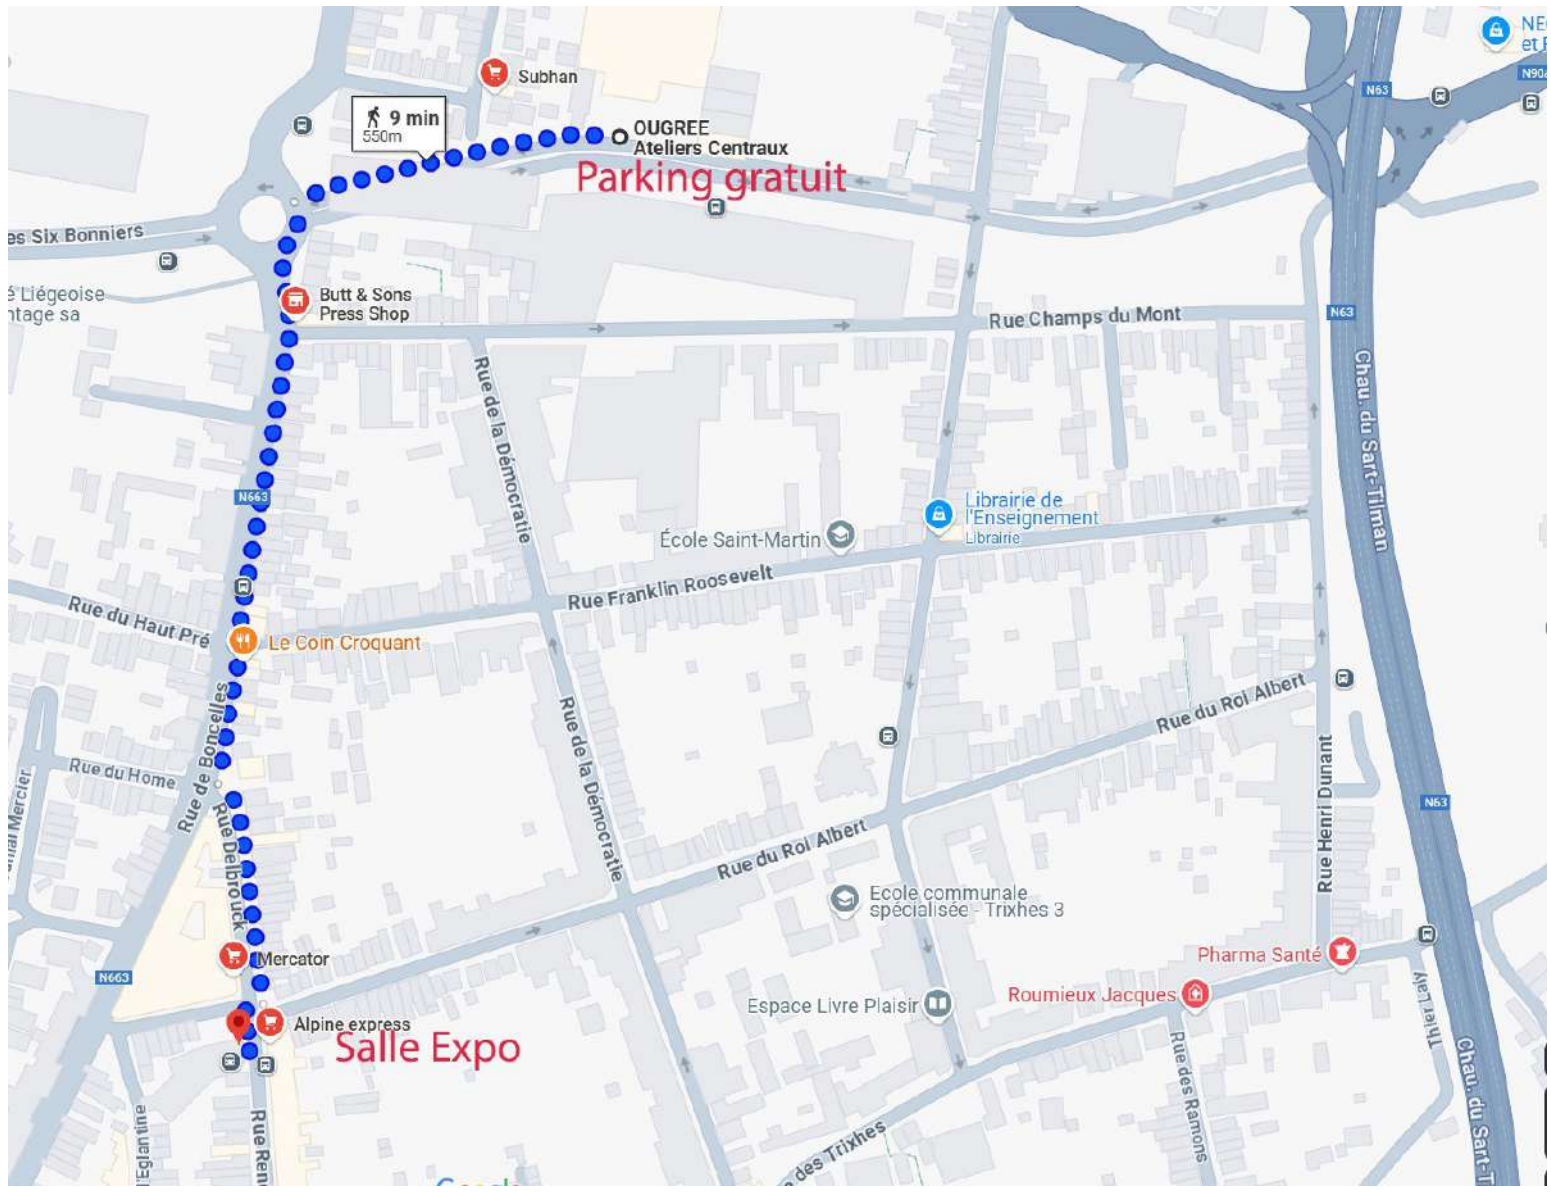 NE
et F
N90
N63
Subhan
9 min
550m
OUGREE
Ateliers Centraux
Parking gratuit
es Six Bonniers
é Liégeoise
ntage sa
Butt & Sons
Press Shop
Rue Champs du Mont
N63
Rue de la Démocratie
Chau. du Sart-Tilman
N663
Librairie de
l'Enseignement
Librairie
École Saint-Martin
Rue Franklin Roosevelt
Rue du Haut Pré
Le Coin Croquant
Rue du Roi Albert
Rue de Boncelles
Rue de la Démocratie
Rue du Home
Mercier
Rue Delbrouck
N63
Rue Henri Dunant
Rue du Roi Albert
Ecole communale
spécialisée - Trixhes 3
Mercator
Pharma Santé
N663
Roumieux Jacques
Espace Livre Plaisir
Thier Laly
Alpine express
Salle Expo
Rue des Ramons
Chau. du Sart-T
l'Eglantine
Rue Ren
e des Trixhes